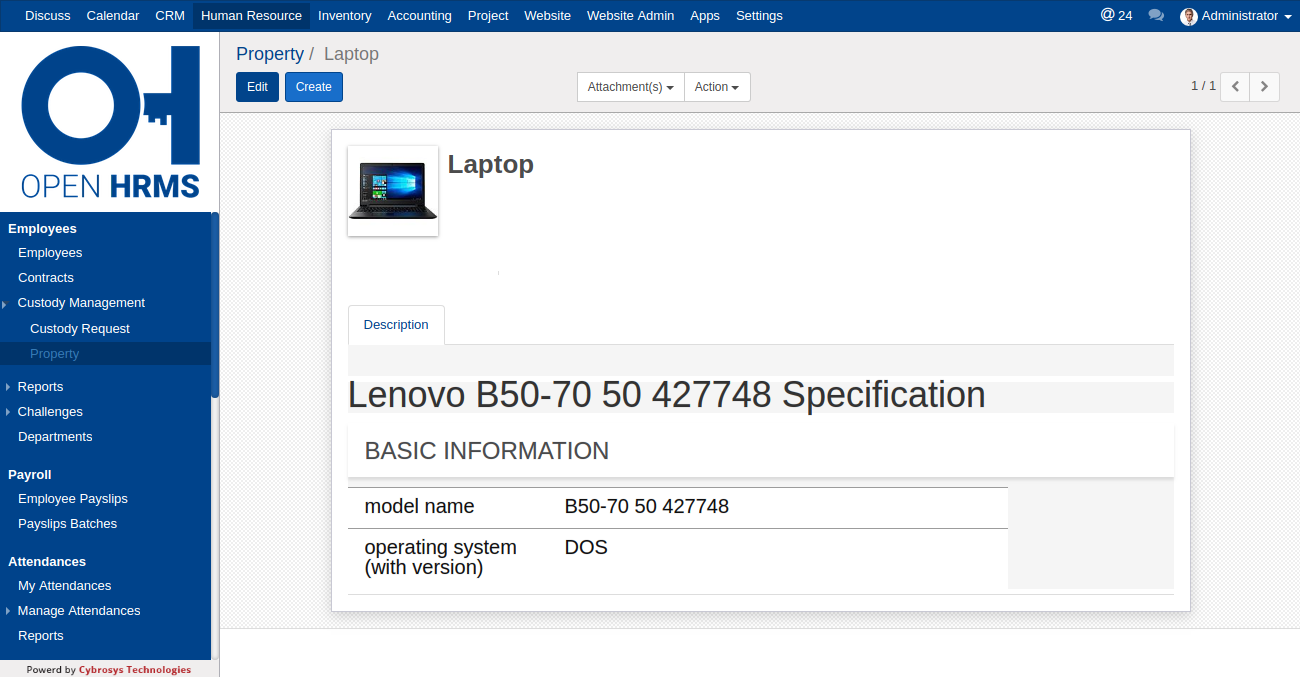 Discuss Calendar CRM Human Resource Inventory Accounting Project Website Website Admin Apps Settings @ 24 Administrator
OPEN HRMS
Property / Laptop
Edit Create Attachment(s) Action 1 / 1
Employees
Employees
Contracts
Custody Management
Custody Request
Property
Reports
Challenges
Departments
Payroll
Employee Payslips
Payslips Batches
Attendances
My Attendances
Manage Attendances
Reports
Powerd by Cybrosys Technologies
Laptop
Description
Lenovo B50-70 50 427748 Specification
BASIC INFORMATION
model name B50-70 50 427748
operating system DOS
(with version)